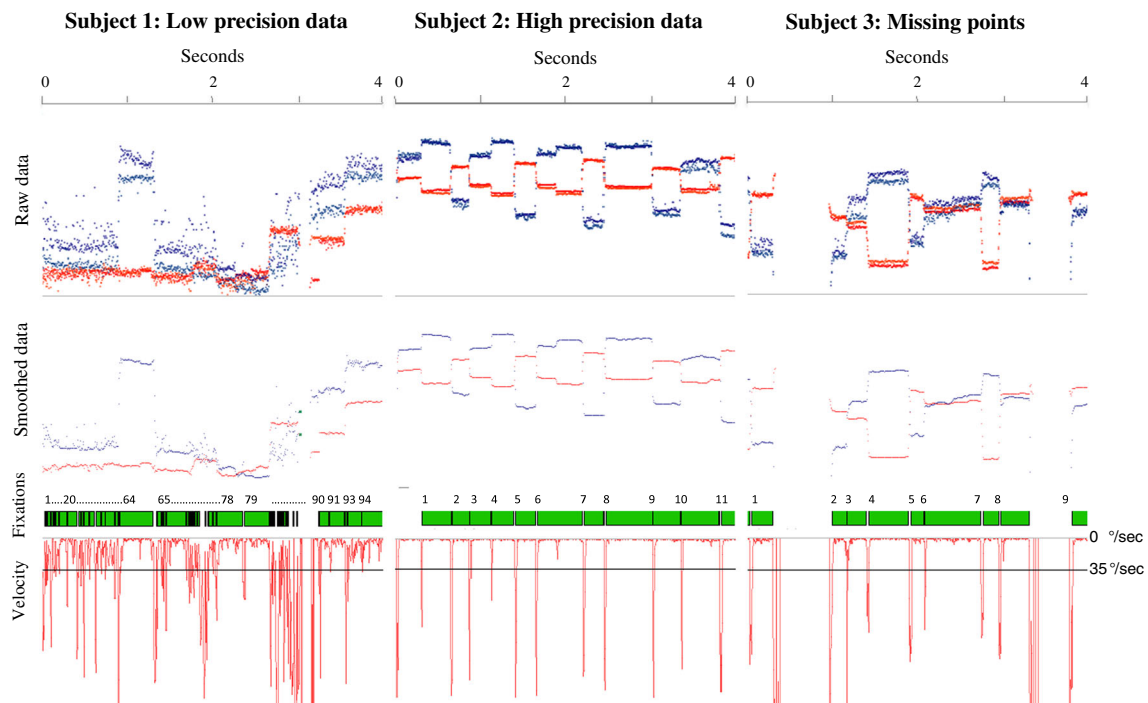 Subject 1: Low precision data
Subject 2: High precision data
Subject 3: Missing points
Seconds
Seconds
Seconds
0 2 4
0 2 4
0 2 4
Raw data
Smoothed data
Fixations
1.....20....................64
65......................78
79
90 91 93 94
1 2 3 4 5 6 7 8 9 10 11
1 2 3 4 5 6 7 8 9
Velocity
0 °/sec
35°/sec